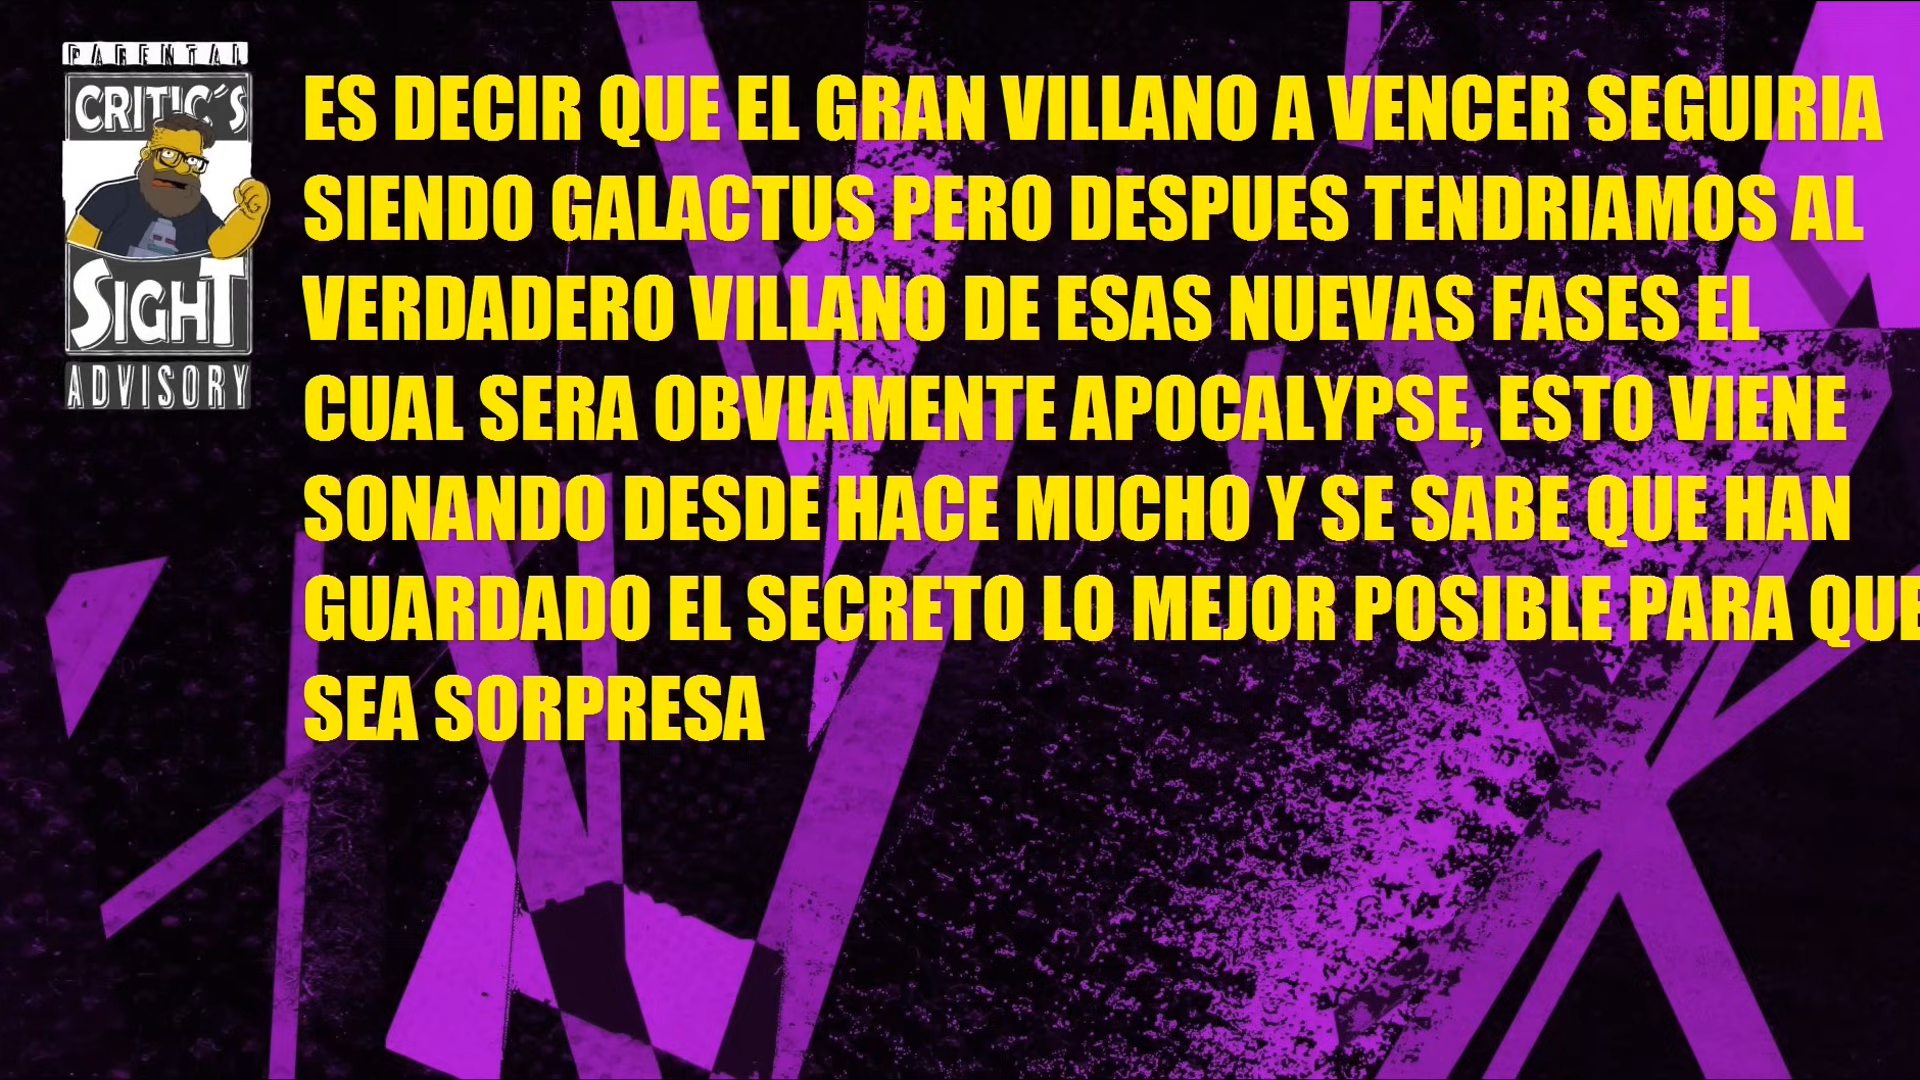 PARENTAL
CRITIC´S
SIGHT
ADVISORY
ES DECIR QUE EL GRAN VILLANO A VENCER SEGUIRIA
SIENDO GALACTUS PERO DESPUES TENDRIAMOS AL
VERDADERO VILLANO DE ESAS NUEVAS FASES EL
CUAL SERA OBVIAMENTE APOCALYPSE, ESTO VIENE
SONANDO DESDE HACE MUCHO Y SE SABE QUE HAN
GUARDADO EL SECRETO LO MEJOR POSIBLE PARA QUE
SEA SORPRESA